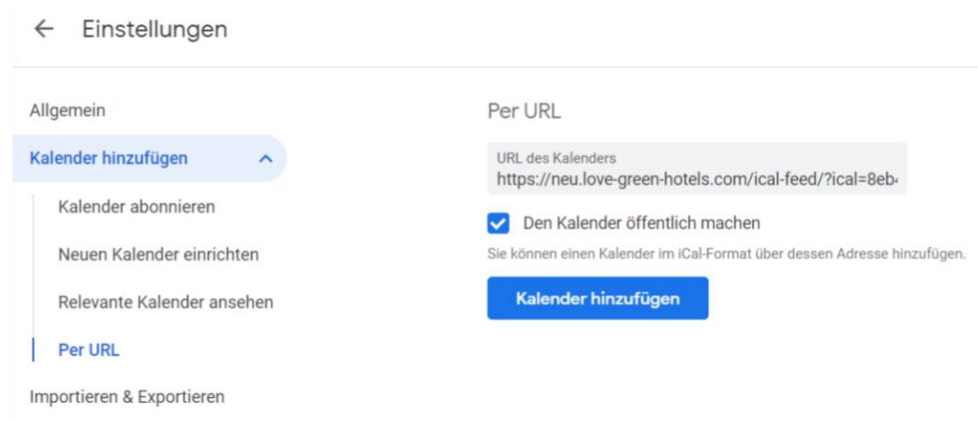 Einstellungen
Allgemein
Kalender hinzufügen
Kalender abonnieren
Neuen Kalender einrichten
Relevante Kalender ansehen
Per URL
Importieren & Exportieren
Per URL
URL des Kalenders
https://neu.love-green-hotels.com/ical-feed/?ical=8eb
Den Kalender öffentlich machen
Sie können einen Kalender im iCal-Format über dessen Adresse hinzufügen.
Kalender hinzufügen